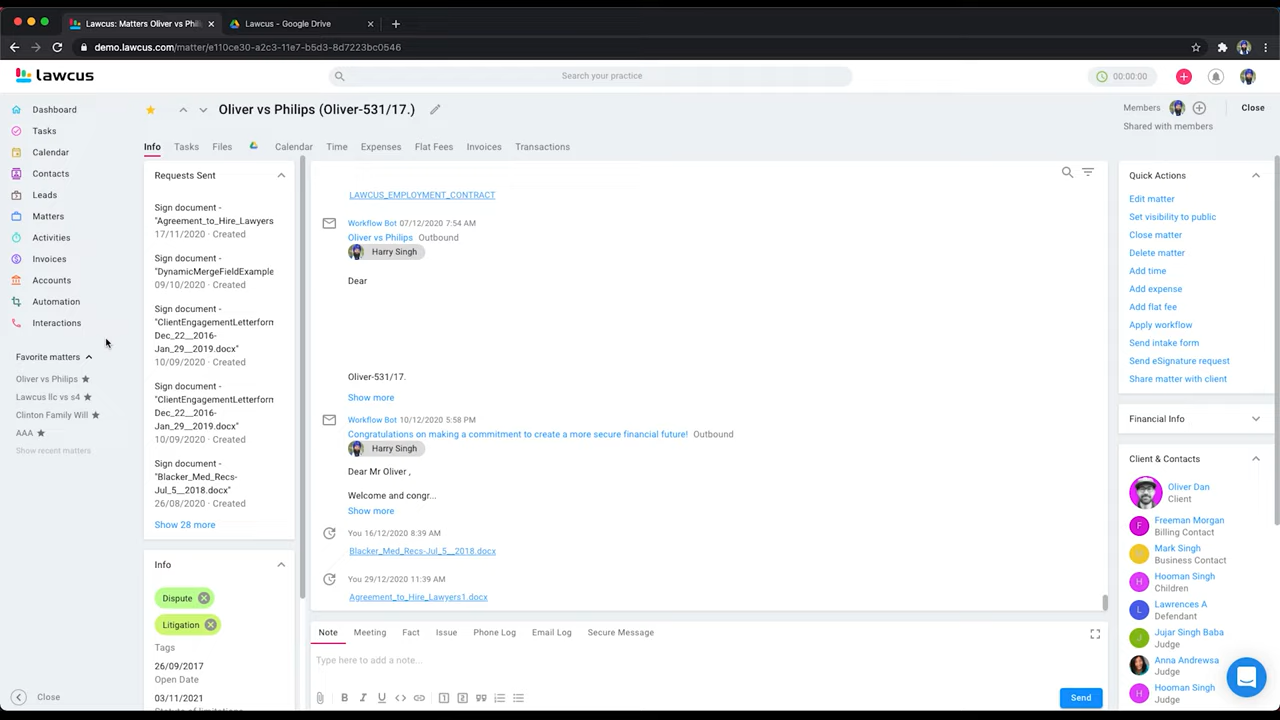 Lawcus: Matters Oliver vs Phil
Lawcus - Google Drive
demo.lawcus.com/matter/e110ce30-a2c3-11e7-b5d3-8d7223bc0546
lawcus
Search your practice
00:00:00
Dashboard
Tasks
Calendar
Contacts
Leads
Matters
Activities
Invoices
Accounts
Automation
Interactions
Favorite matters
Oliver vs Philips
Lawcus llc vs s4
Clinton Family Will
AAA
Show recent matters
Close
Oliver vs Philips (Oliver-531/17.)
Members
Close
Shared with members
Info Tasks Files Calendar Time Expenses Flat Fees Invoices Transactions
Requests Sent
Sign document -
"Agreement_to_Hire_Lawyers
17/11/2020 · Created
Sign document -
"DynamicMergeFieldExample
09/10/2020 · Created
Sign document -
"ClientEngagementLetterform
Dec_22__2016-
Jan_29__2019.docx"
10/09/2020 · Created
Sign document -
"ClientEngagementLetterform
Dec_22__2016-
Jan_29__2019.docx"
10/09/2020 · Created
Sign document -
"Blacker_Med_Recs-
Jul_5__2018.docx"
26/08/2020 · Created
Show 28 more
Info
Dispute
Litigation
Tags
26/09/2017
Open Date
03/11/2021
LAWCUS_EMPLOYMENT_CONTRACT
Workflow Bot 07/12/2020 7:54 AM
Oliver vs Philips Outbound
Harry Singh
Dear
Oliver-531/17.
Show more
Workflow Bot 10/12/2020 5:58 PM
Congratulations on making a commitment to create a more secure financial future! Outbound
Harry Singh
Dear Mr Oliver ,
Welcome and congr...
Show more
You 16/12/2020 8:39 AM
Blacker_Med_Recs-Jul_5__2018.docx
You 29/12/2020 11:39 AM
Agreement_to_Hire_Lawyers1.docx
Note Meeting Fact Issue Phone Log Email Log Secure Message
Type here to add a note...
B I U
Send
Quick Actions
Edit matter
Set visibility to public
Close matter
Delete matter
Add time
Add expense
Add flat fee
Apply workflow
Send intake form
Send eSignature request
Share matter with client
Financial Info
Client & Contacts
Oliver Dan
Client
F Freeman Morgan
Billing Contact
M Mark Singh
Business Contact
H Hooman Singh
Children
L Lawrences A
Defendant
J Jujar Singh Baba
Judge
Anna Andrewsa
Judge
H Hooman Singh
Judge